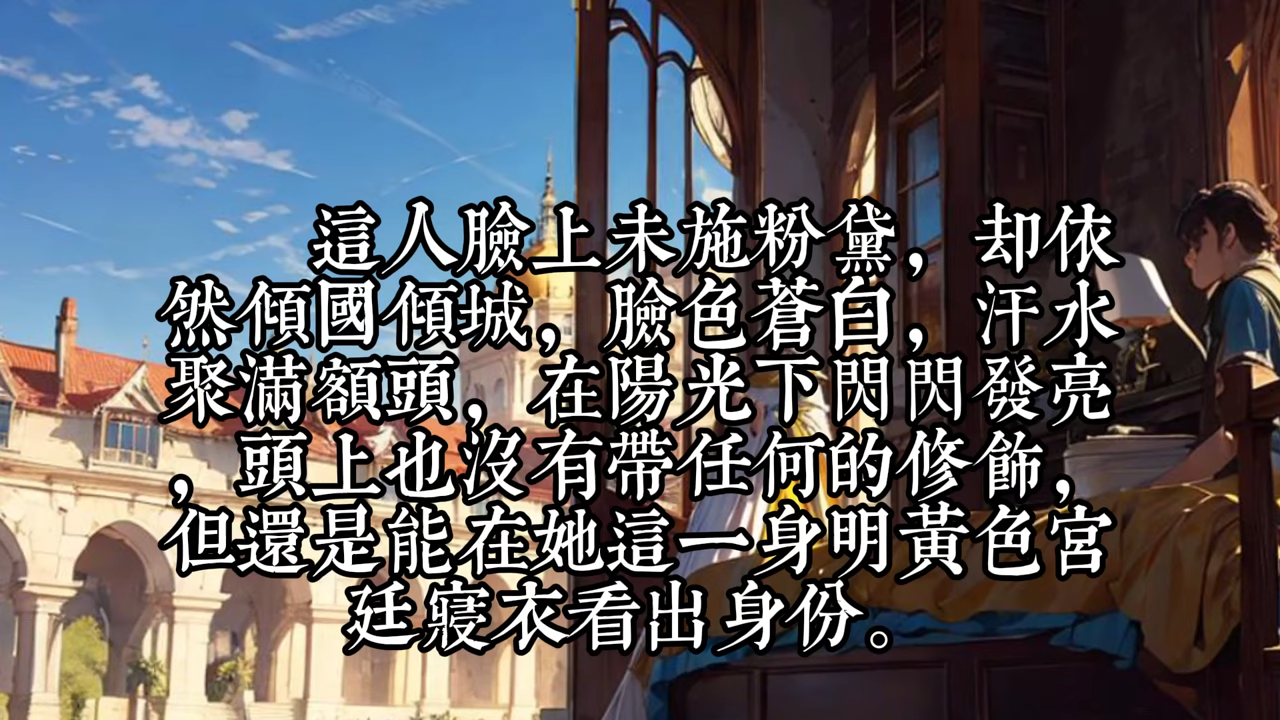 這人臉上未施粉黛，却依
然傾國傾城，臉色蒼白，汗水
聚滿額頭，在陽光下閃閃發亮
，頭上也沒有帶任何的修飾，
但還是能在她這一身明黃色宮
廷寢衣看出身份。